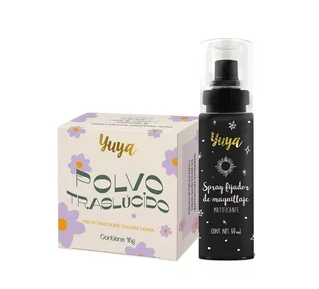 Yuya
POLVO
TRASLÚCIDO
Contiene 16g
Yuya
Spray fijador
de maquillaje
MATIFICANTE
CONT. NET. 60 mL